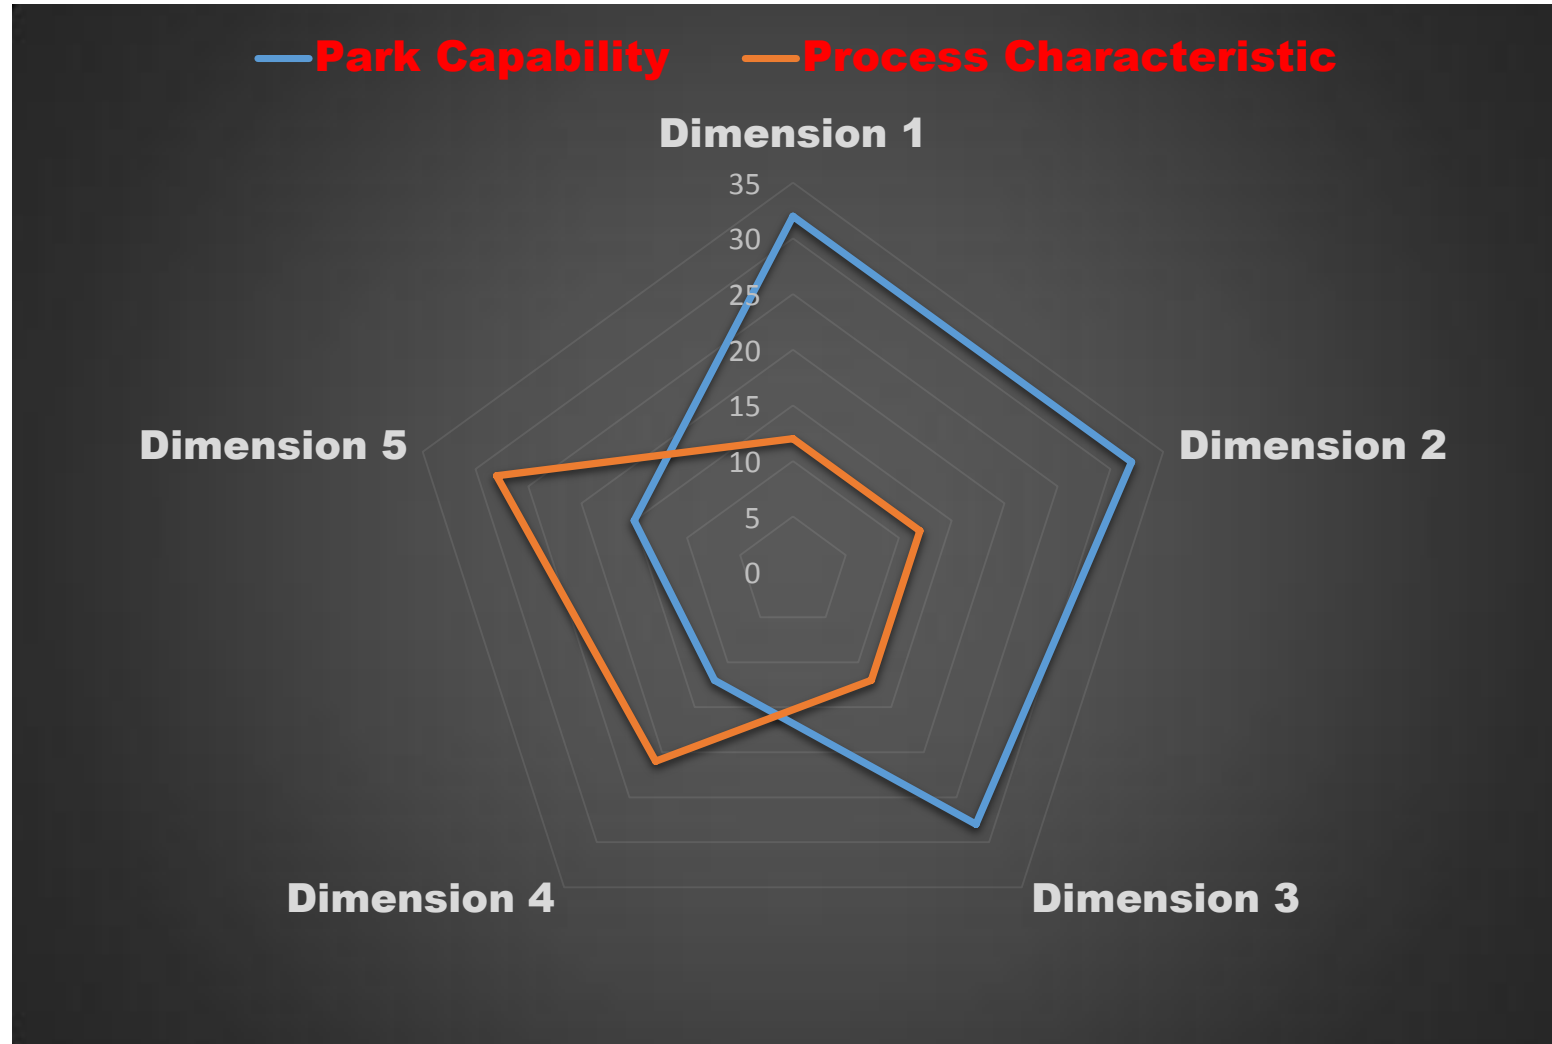 Park Capability Process Characteristic
Dimension 1
35
30
25
20
15
10
5
0
Dimension 5
Dimension 2
Dimension 4
Dimension 3